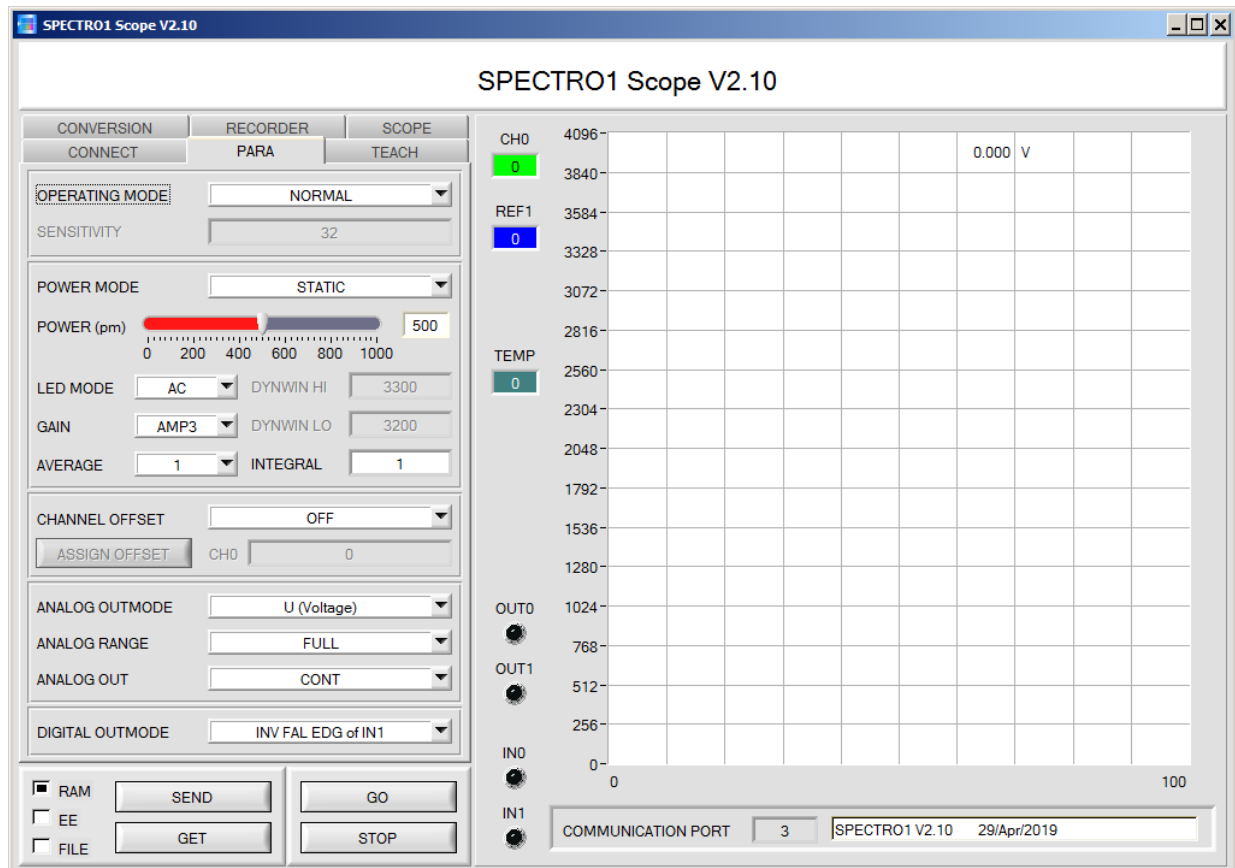 SPECTRO1 Scope V2.10
SPECTRO1 Scope V2.10
CONVERSION RECORDER SCOPE
CONNECT PARA TEACH
OPERATING MODE NORMAL
SENSITIVITY 32
POWER MODE STATIC
POWER (pm) 500
0 200 400 600 800 1000
LED MODE AC DYNWIN HI 3300
GAIN AMP3 DYNWIN LO 3200
AVERAGE 1 INTEGRAL 1
CHANNEL OFFSET OFF
ASSIGN OFFSET CH0 0
ANALOG OUTMODE U (Voltage)
ANALOG RANGE FULL
ANALOG OUT CONT
DIGITAL OUTMODE INV FAL EDG of IN1
RAM SEND GO
EE
GET STOP
FILE
CH0
0
REF1
0
TEMP
0
OUT0
OUT1
IN0
IN1
4096
0.000 V
3840
3584
3328
3072
2816
2560
2304
2048
1792
1536
1280
1024
768
512
256
0
0 100
COMMUNICATION PORT 3 SPECTRO1 V2.10 29/Apr/2019